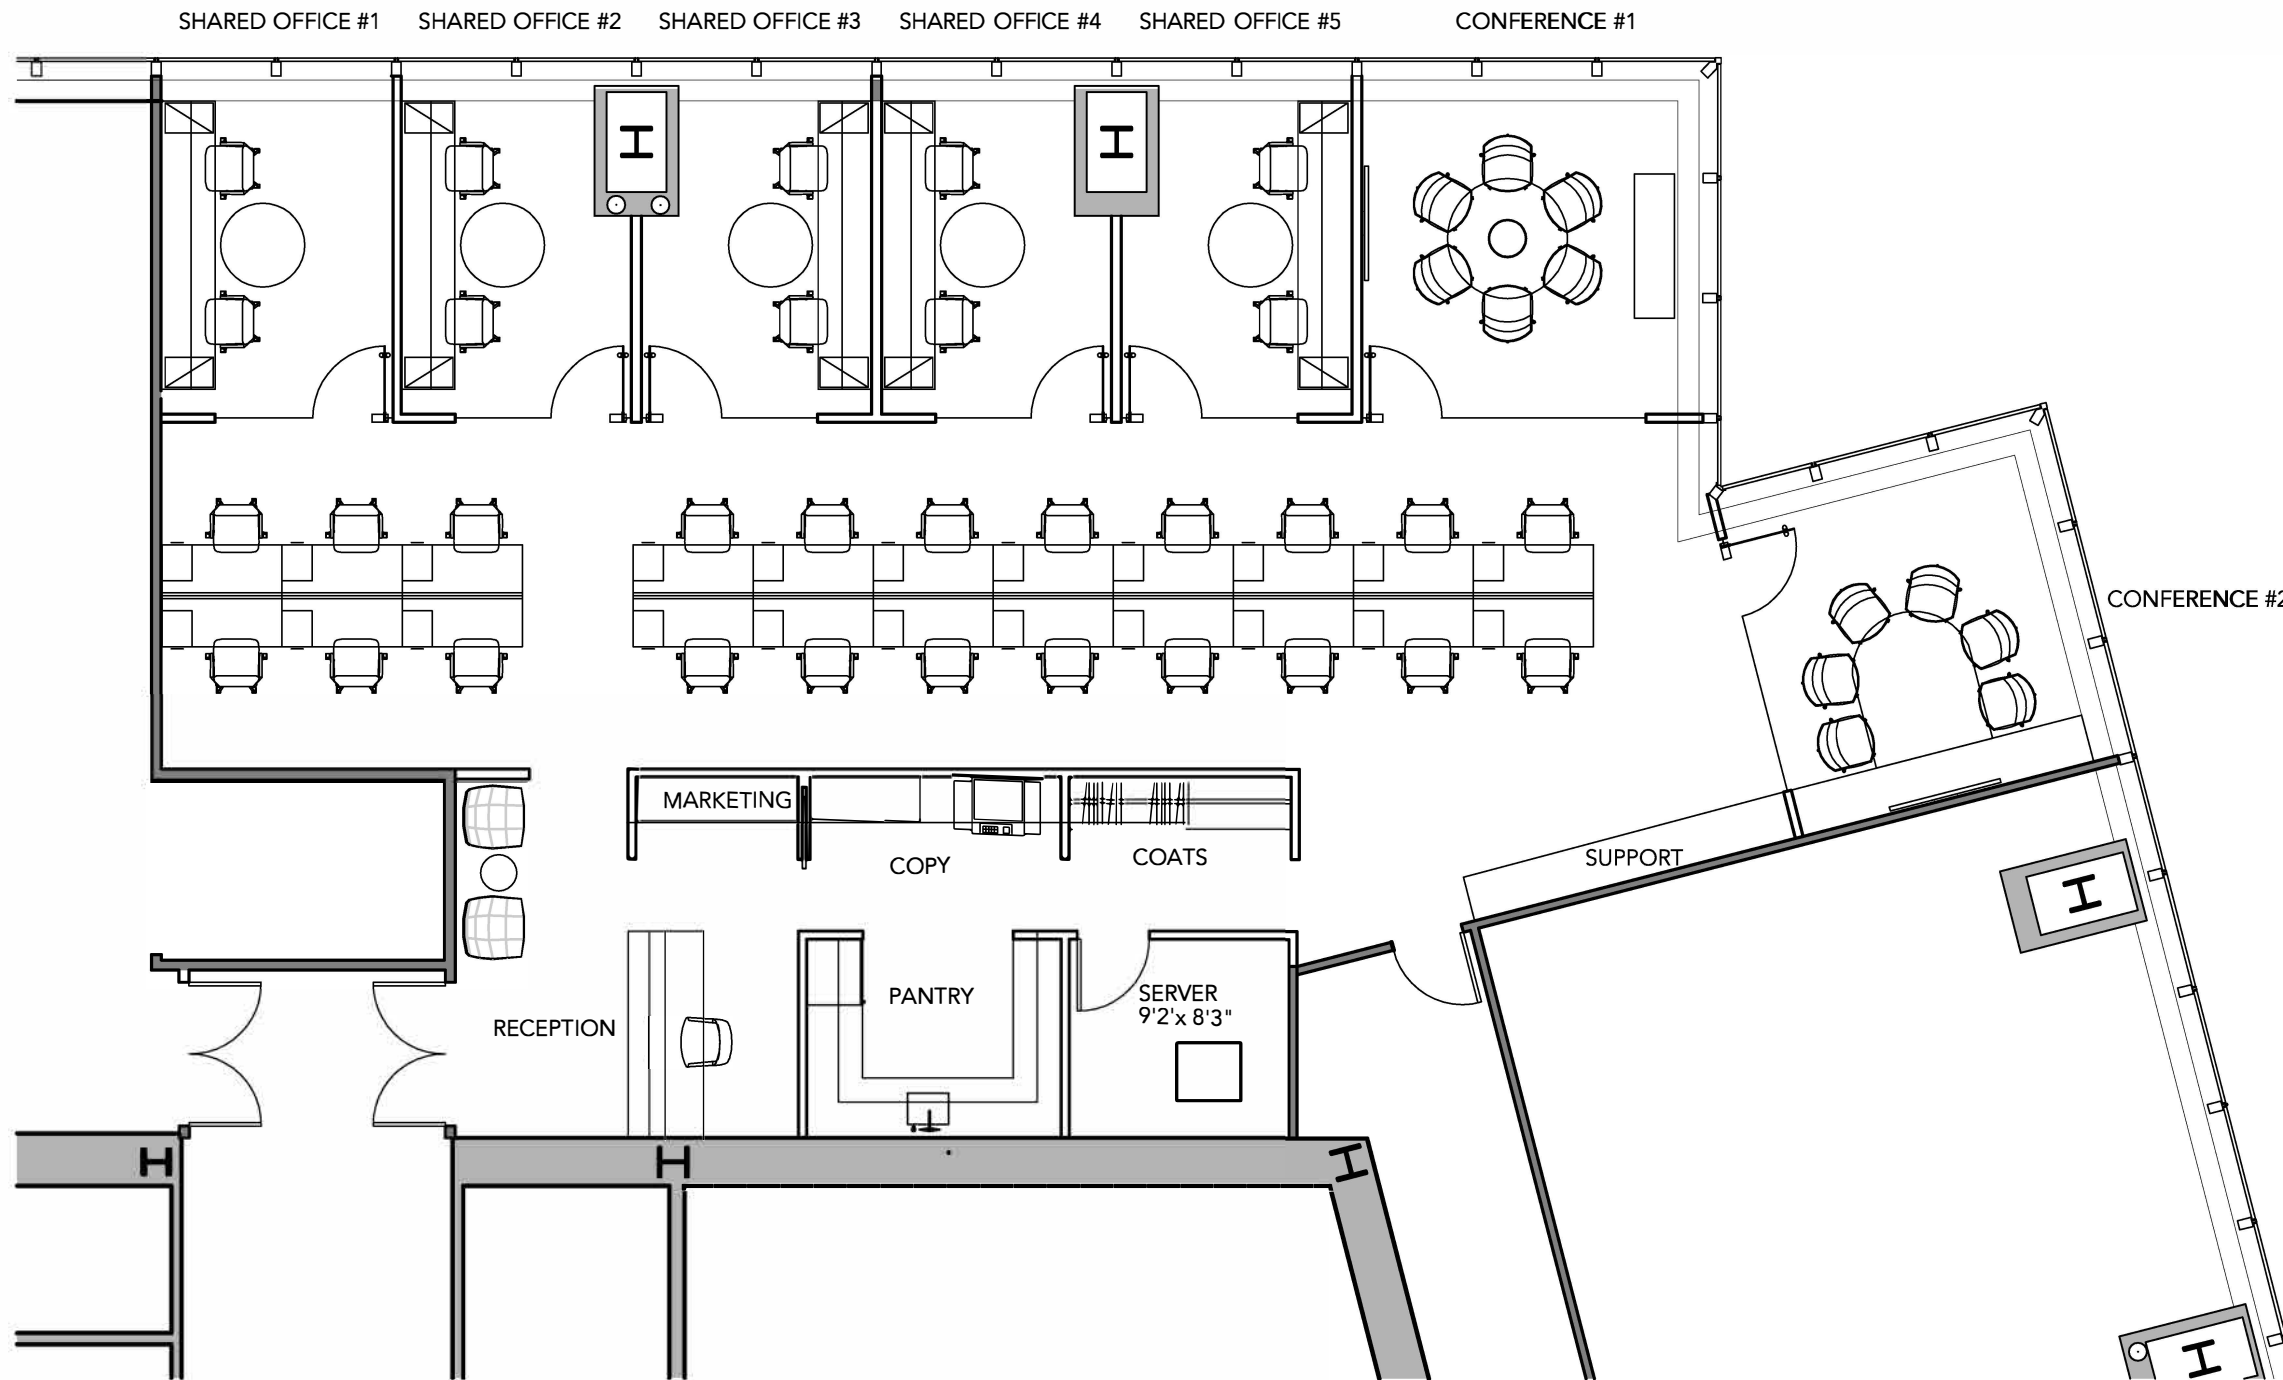 SHARED OFFICE #1
SHARED OFFICE #2
SHARED OFFICE #3
SHARED OFFICE #4
SHARED OFFICE #5
CONFERENCE #1
CONFERENCE #2
MARKETING
COPY
COATS
SUPPORT
PANTRY
SERVER
9'2'x 8'3"
RECEPTION